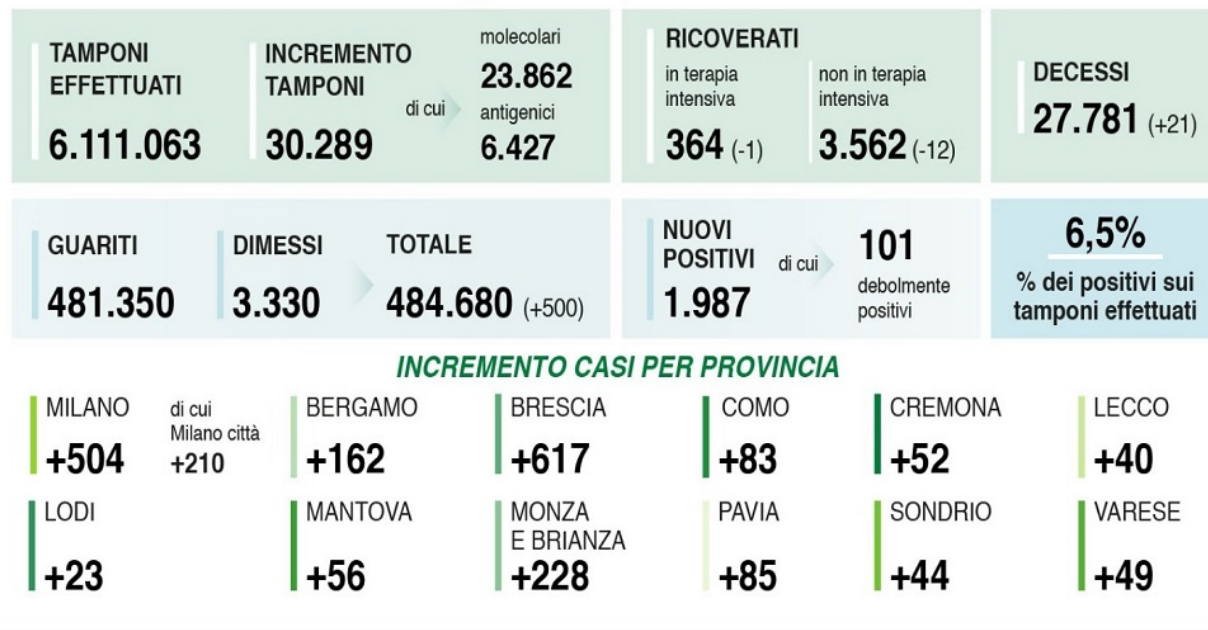 TAMPONI
EFFETTUATI
6.111.063
INCREMENTO
TAMPONI
30.289
di cui
molecolari
23.862
antigenici
6.427
RICOVERATI
in terapia
intensiva
364 (-1)
non in terapia
intensiva
3.562 (-12)
DECESSI
27.781 (+21)
GUARITI
481.350
DIMESSI
3.330
TOTALE
484.680 (+500)
NUOVI
POSITIVI
1.987
di cui
101
debolmente
positivi
6,5%
% dei positivi sui
tamponi effettuati
INCREMENTO CASI PER PROVINCIA
MILANO
+504
di cui
Milano città
+210
BERGAMO
+162
BRESCIA
+617
COMO
+83
CREMONA
+52
LECCO
+40
LODI
+23
MANTOVA
+56
MONZA
E BRIANZA
+228
PAVIA
+85
SONDRIO
+44
VARESE
+49